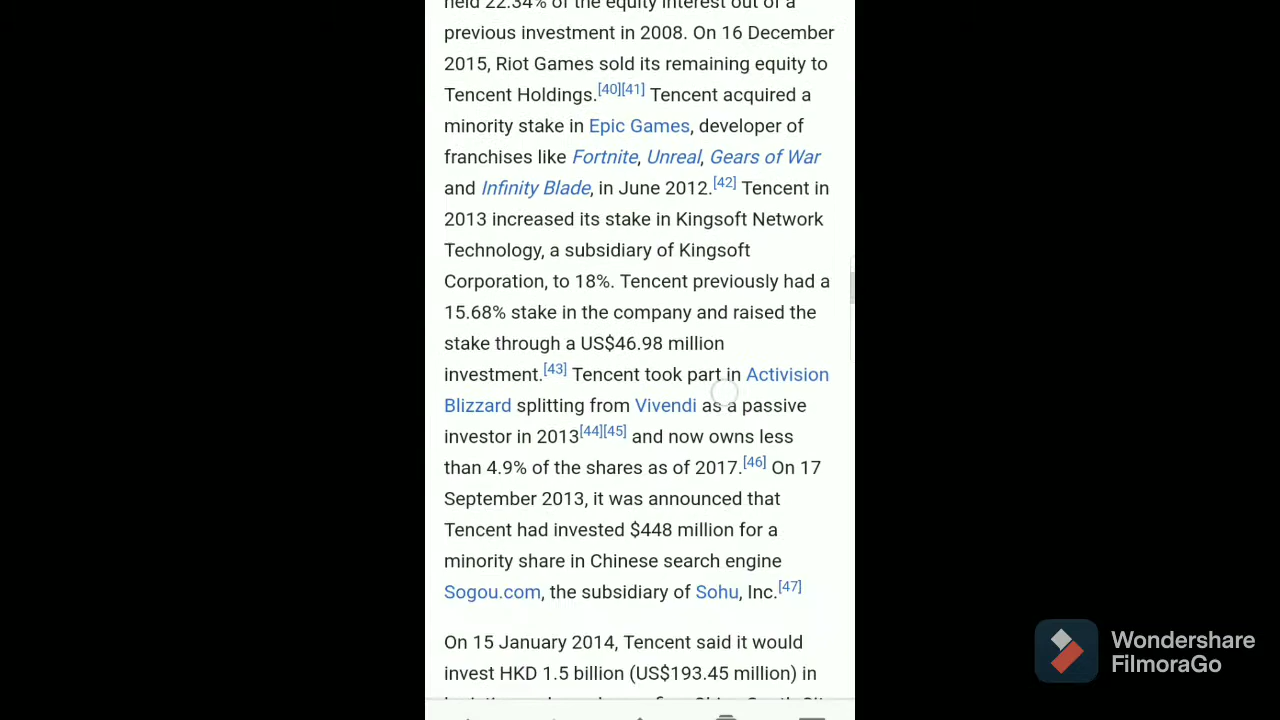 held 22.34% of the equity interest out of a
previous investment in 2008. On 16 December
2015, Riot Games sold its remaining equity to
Tencent Holdings.[40][41] Tencent acquired a
minority stake in Epic Games, developer of
franchises like Fortnite, Unreal, Gears of War
and Infinity Blade, in June 2012.[42] Tencent in
2013 increased its stake in Kingsoft Network
Technology, a subsidiary of Kingsoft
Corporation, to 18%. Tencent previously had a
15.68% stake in the company and raised the
stake through a US$46.98 million
investment.[43] Tencent took part in Activision
Blizzard splitting from Vivendi as a passive
investor in 2013[44][45] and now owns less
than 4.9% of the shares as of 2017.[46] On 17
September 2013, it was announced that
Tencent had invested $448 million for a
minority share in Chinese search engine
Sogou.com, the subsidiary of Sohu, Inc.[47]
On 15 January 2014, Tencent said it would
invest HKD 1.5 billion (US$193.45 million) in
Wondershare
FilmoraGo